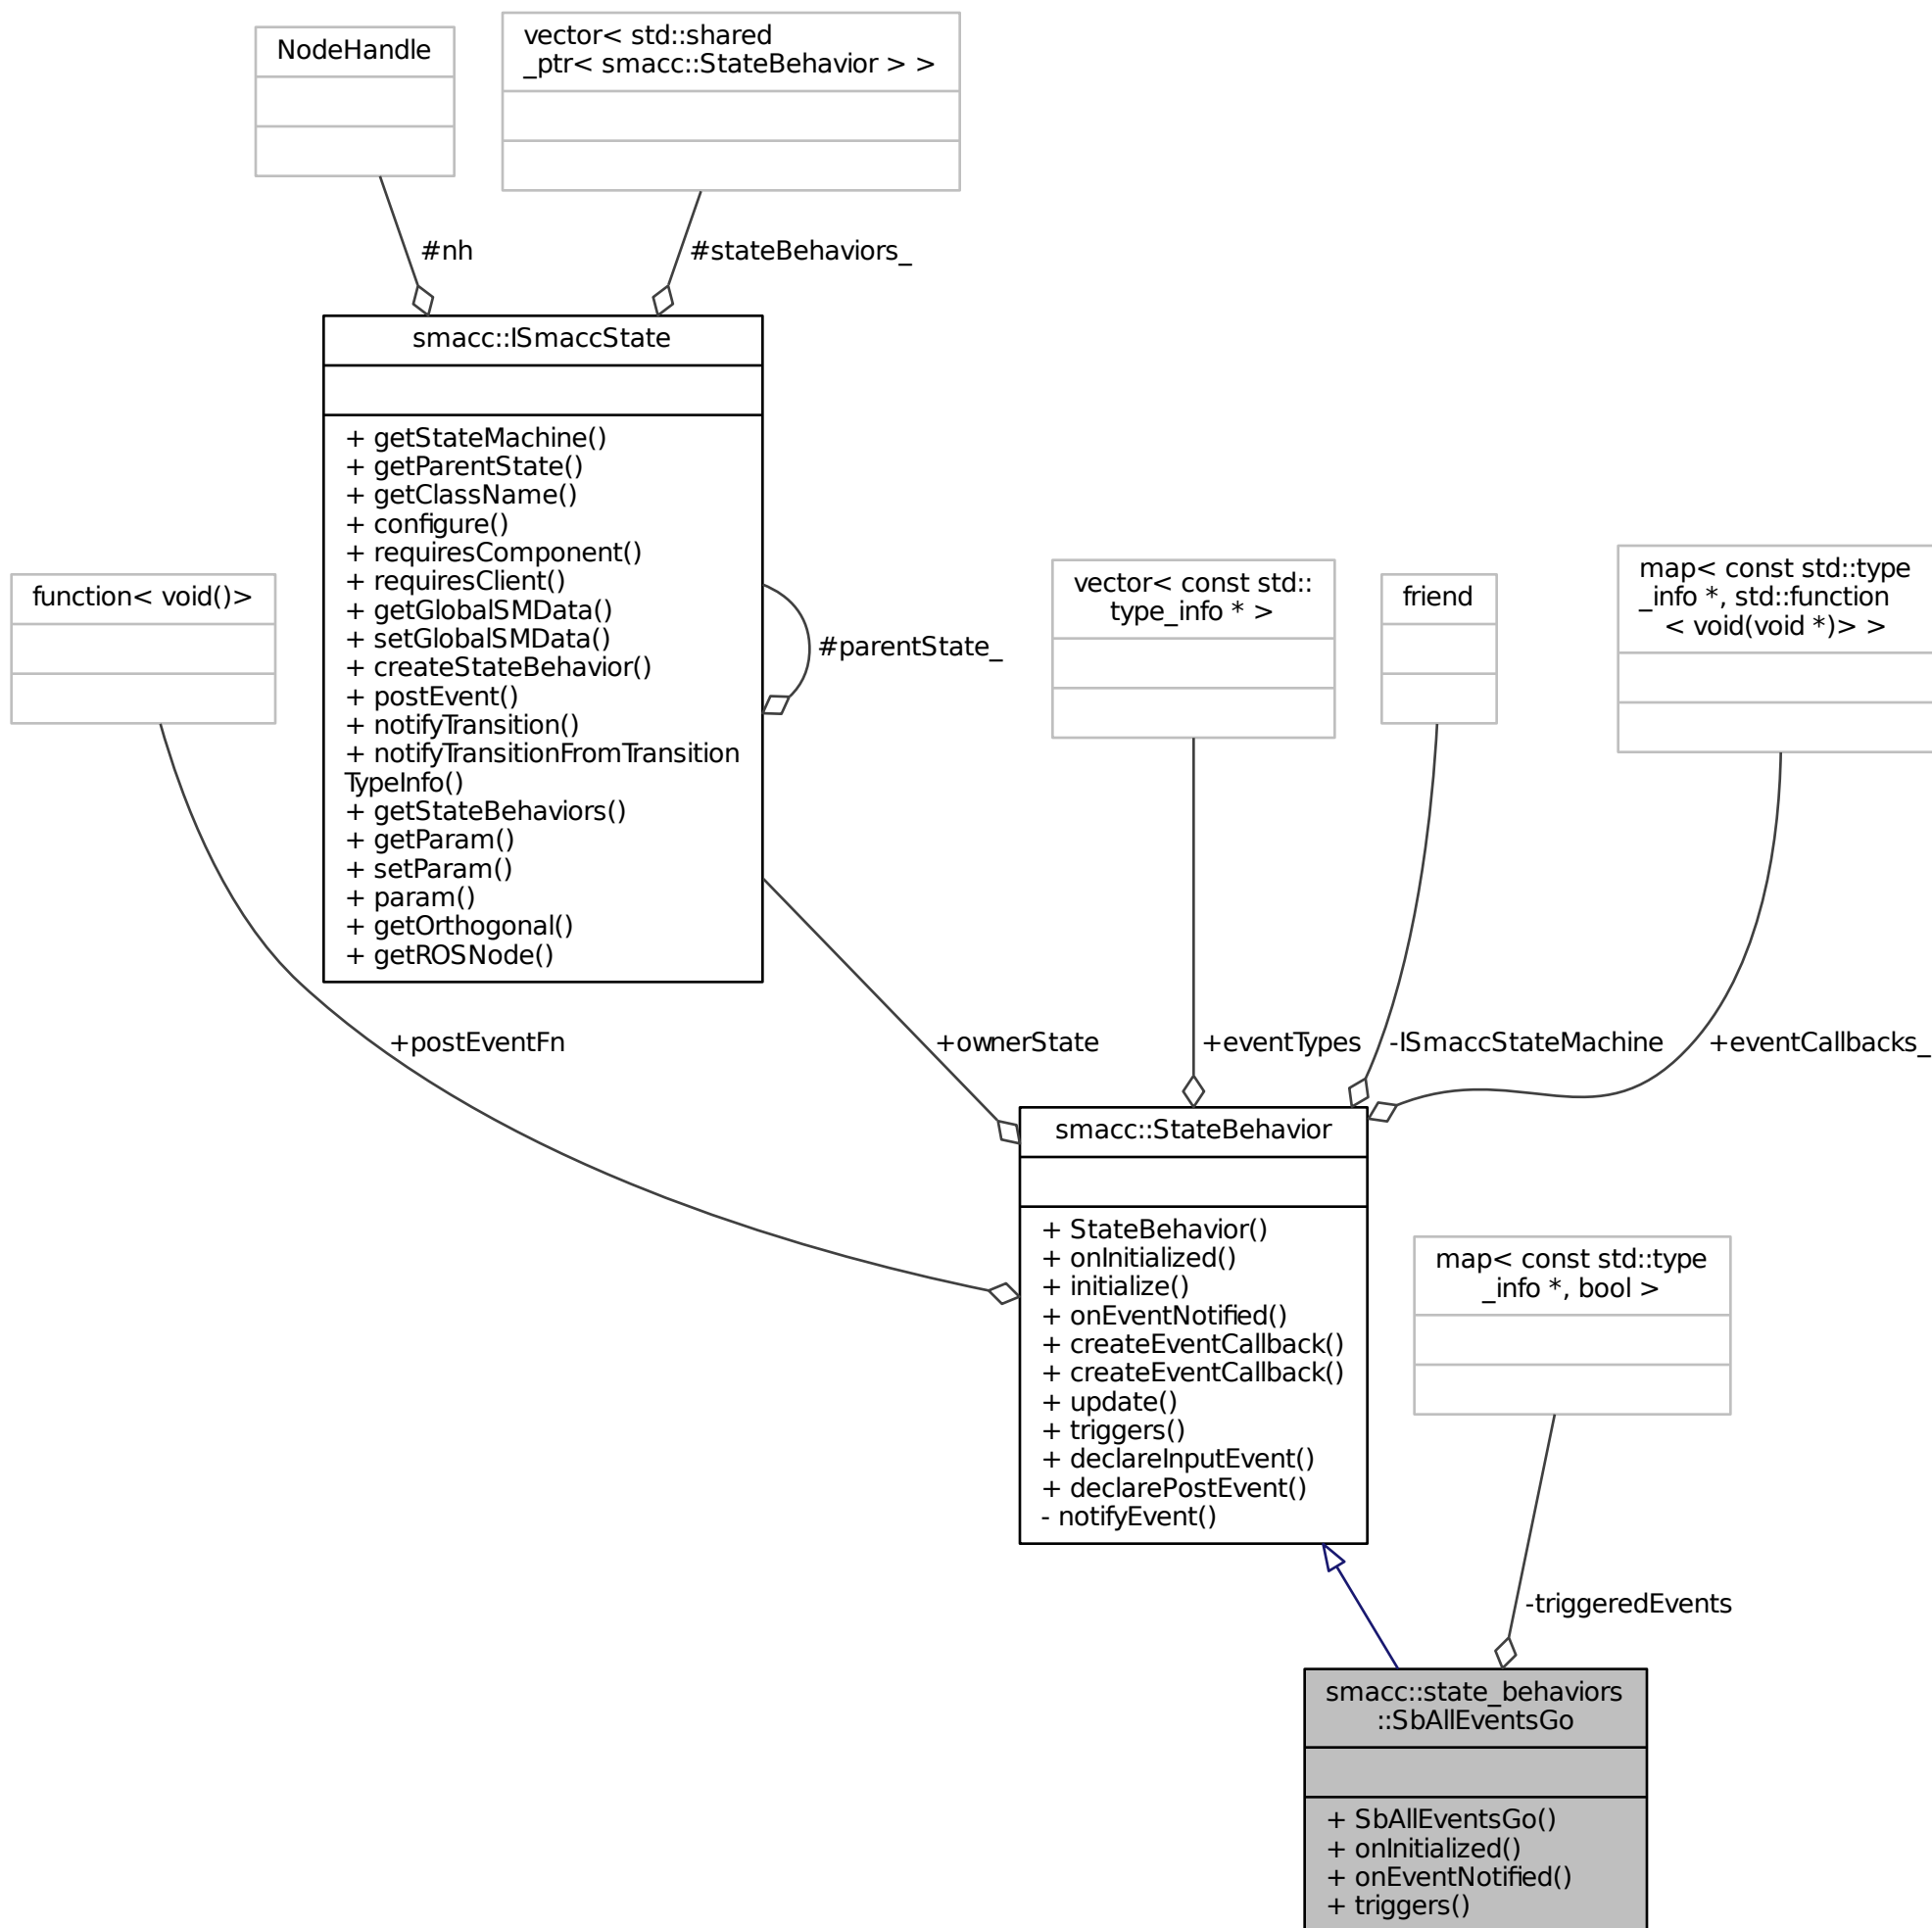 NodeHandle
vector< std::shared
_ptr< smacc::StateBehavior > >
#nh
#stateBehaviors_
smacc::ISmaccState
+ getStateMachine()
+ getParentState()
+ getClassName()
+ configure()
+ requiresComponent()
+ requiresClient()
+ getGlobalSMData()
+ setGlobalSMData()
+ createStateBehavior()
+ postEvent()
+ notifyTransition()
+ notifyTransitionFromTransition
TypeInfo()
+ getStateBehaviors()
+ getParam()
+ setParam()
+ param()
+ getOrthogonal()
+ getROSNode()
#parentState_
function< void()>
vector< const std::
type_info * >
friend
map< const std::type
_info *, std::function
< void(void *)> >
+postEventFn
+ownerState
+eventTypes
-ISmaccStateMachine
+eventCallbacks_
smacc::StateBehavior
+ StateBehavior()
+ onInitialized()
+ initialize()
+ onEventNotified()
+ createEventCallback()
+ createEventCallback()
+ update()
+ triggers()
+ declareInputEvent()
+ declarePostEvent()
- notifyEvent()
map< const std::type
_info *, bool >
-triggeredEvents
smacc::state_behaviors
::SbAllEventsGo
+ SbAllEventsGo()
+ onInitialized()
+ onEventNotified()
+ triggers()